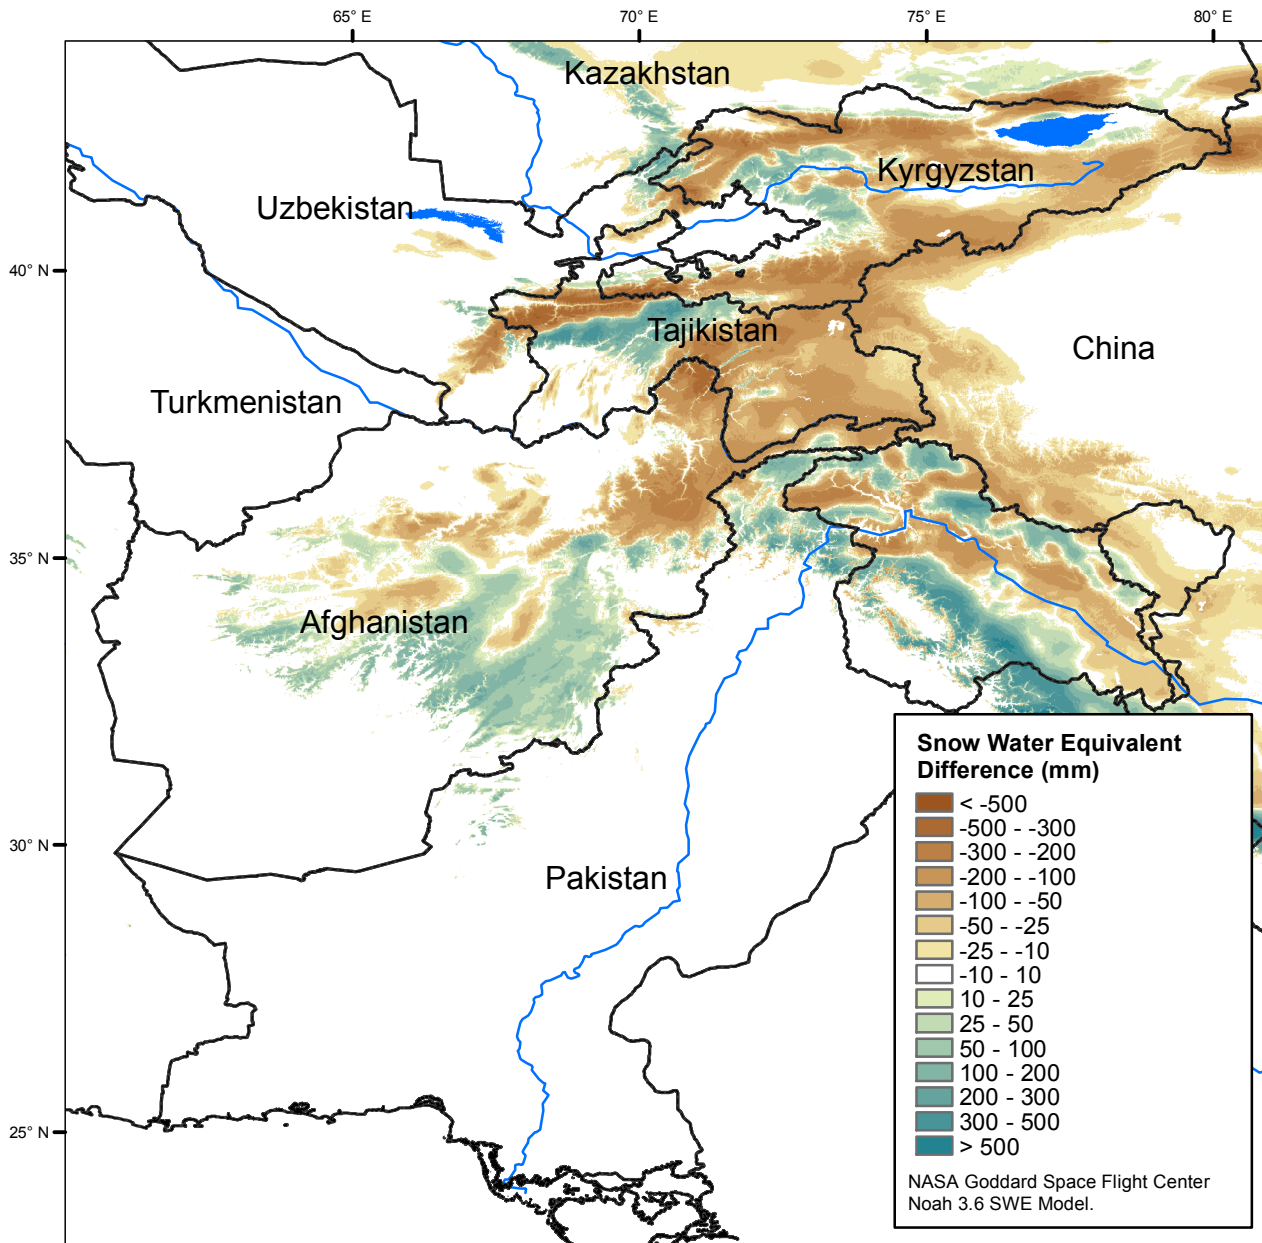 65° E
70° E
75° E
80° E
Kazakhstan
Kyrgyzstan
Uzbekistan
40° N
Tajikistan
China
Turkmenistan
35° N
Afghanistan
Snow Water Equivalent
Difference (mm)
< -500
-500 - -300
-300 - -200
-200 - -100
-100 - -50
-50 - -25
-25 - -10
-10 - 10
10 - 25
25 - 50
50 - 100
100 - 200
200 - 300
300 - 500
> 500
30° N
Pakistan
25° N
NASA Goddard Space Flight Center
Noah 3.6 SWE Model.